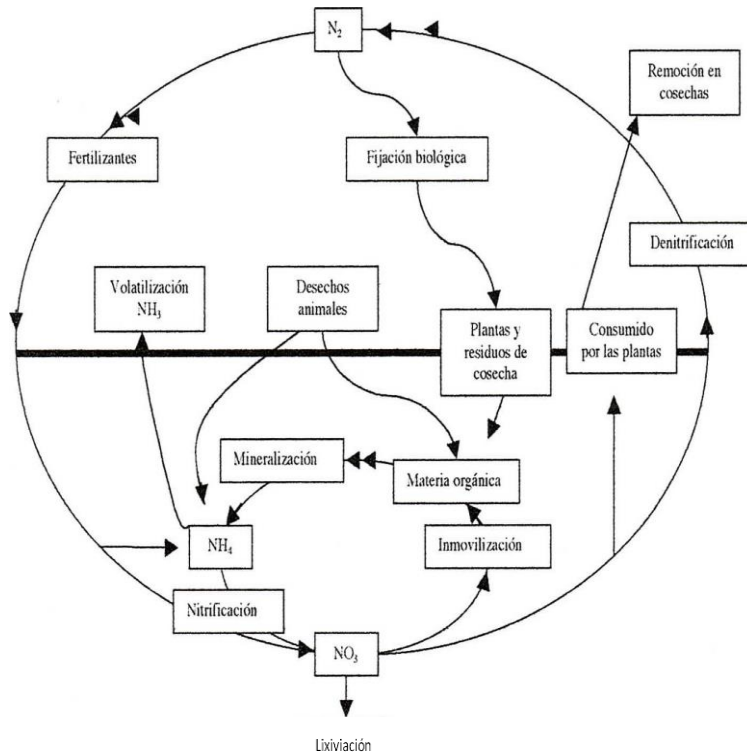 N₂
Remoción en
cosechas
Fertilizantes
Fijación biológica
Denitrificación
Volatilización
NH₃
Desechos
animales
Plantas y
residuos de
cosecha
Consumido
por las plantas
Mineralización
Materia orgánica
NH₄
Inmovilización
Nitrificación
NO₃
Lixiviación